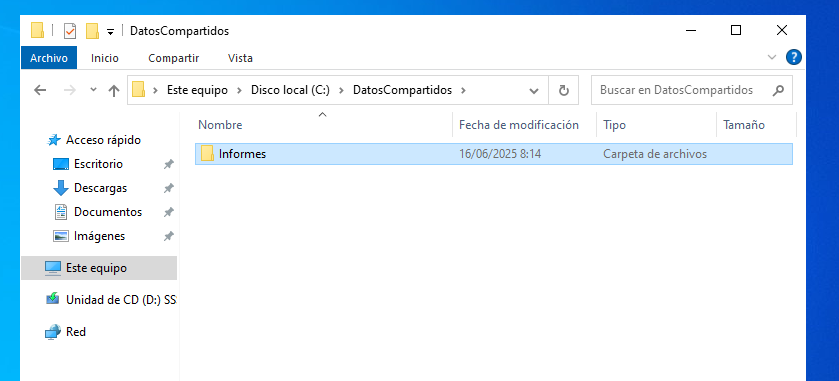 DatosCompartidos
Archivo Inicio Compartir Vista
Este equipo Disco local (C:) DatosCompartidos Buscar en DatosCompartidos
Nombre Fecha de modificación Tipo Tamaño
Acceso rápido
Informes 16/06/2025 8:14 Carpeta de archivos
Escritorio
Descargas
Documentos
Imágenes
Este equipo
Unidad de CD (D:) SS
Red